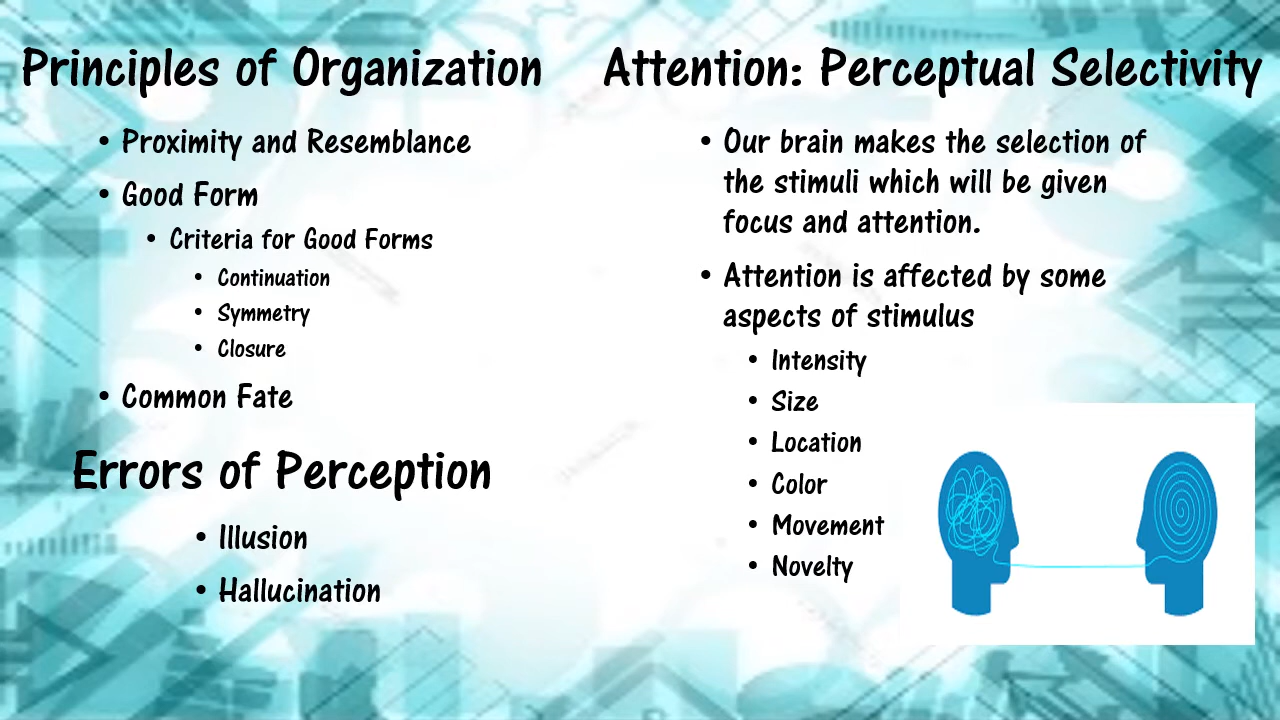 Principles of Organization
• Proximity and Resemblance
• Good Form
• Criteria for Good Forms
• Continuation
• Symmetry
• Closure
• Common Fate
Errors of Perception
• Illusion
• Hallucination
Attention: Perceptual Selectivity
• Our brain makes the selection of
the stimuli which will be given
focus and attention.
• Attention is affected by some
aspects of stimulus
• Intensity
• Size
• Location
• Color
• Movement
• Novelty